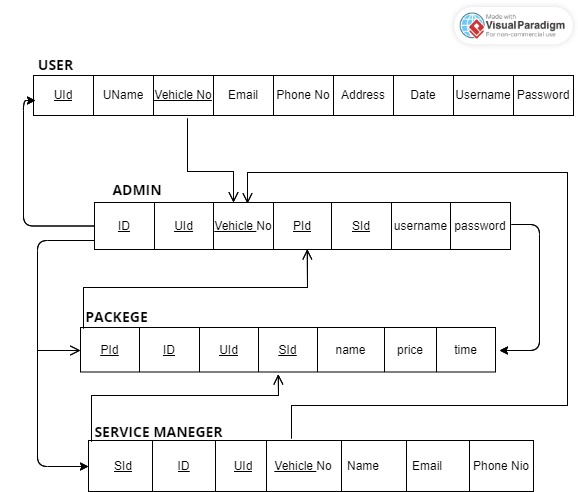 Made with
VisualParadigm
For non-commercial use
USER
UId UName Vehicle No Email Phone No Address Date Username Password
ADMIN
ID UId Vehicle No PId SId username password
PACKEGE
PId ID UId SId name price time
SERVICE MANEGER
SId ID UId Vehicle No Name Email Phone Nio